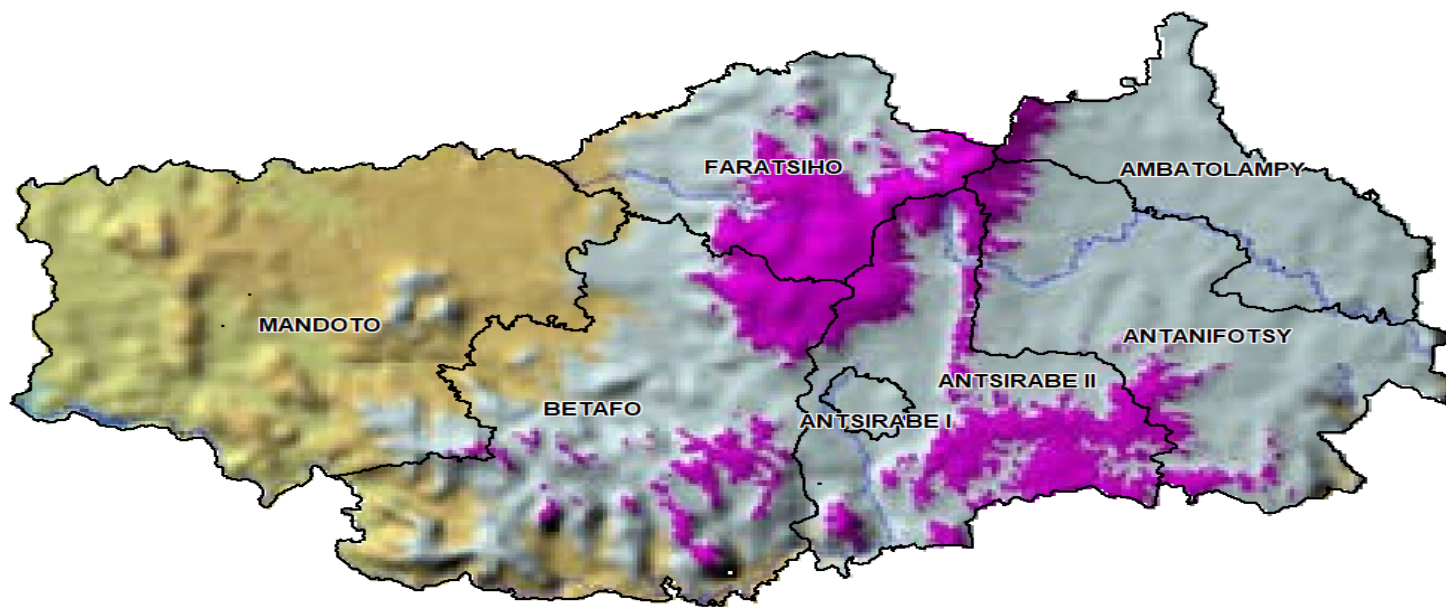 FARATSIHO
AMBATOLAMPY
MANDOTO
ANTANIFOTSY
ANTSIRABE II
BETAFO
ANTSIRABE I